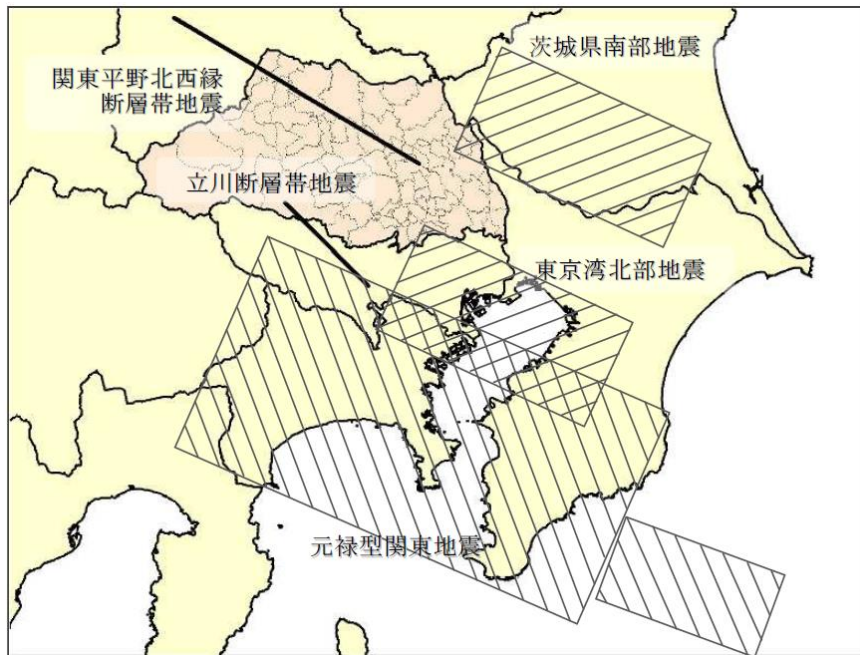 茨城県南部地震
関東平野北西縁
断層帯地震
立川断層帯地震
東京湾北部地震
元禄型関東地震